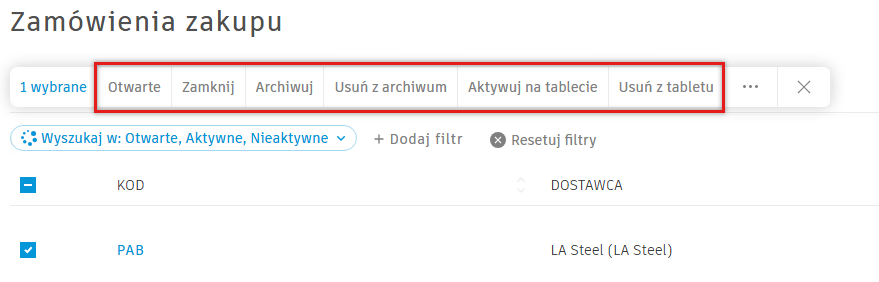 Zamówienia zakupu
1 wybrane Otwarte Zamknij Archiwuj Usuń z archiwum Aktywuj na tablecie Usuń z tabletu
Wyszukaj w: Otwarte, Aktywne, Nieaktywne + Dodaj filtr Resetuj filtry
KOD DOSTAWCA
PAB LA Steel (LA Steel)